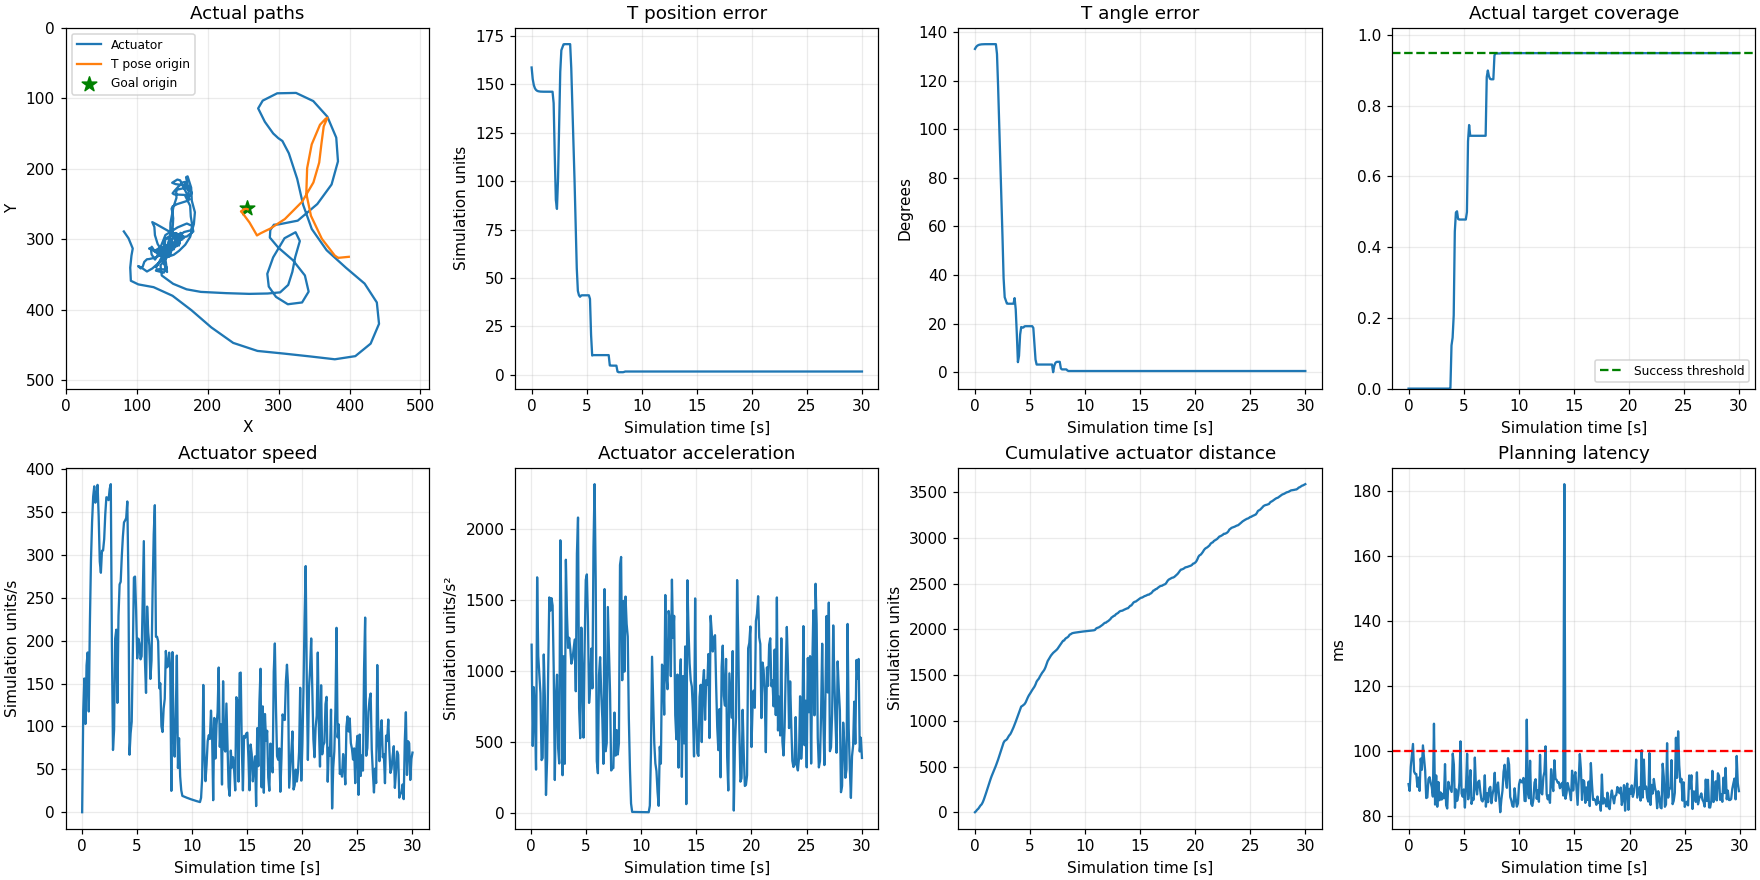 Actual paths
Y
0
100
200
300
400
500
Actuator
T pose origin
Goal origin
0 100 200 300 400 500
X
T position error
Simulation units
175
150
125
100
75
50
25
0
0 5 10 15 20 25 30
Simulation time [s]
T angle error
Degrees
140
120
100
80
60
40
20
0
0 5 10 15 20 25 30
Simulation time [s]
Actual target coverage
1.0
0.8
0.6
0.4
0.2
0.0
Success threshold
0 5 10 15 20 25 30
Simulation time [s]
Actuator speed
Simulation units/s
400
350
300
250
200
150
100
50
0
0 5 10 15 20 25 30
Simulation time [s]
Actuator acceleration
Simulation units/s²
2000
1500
1000
500
0
0 5 10 15 20 25 30
Simulation time [s]
Cumulative actuator distance
Simulation units
3500
3000
2500
2000
1500
1000
500
0
0 5 10 15 20 25 30
Simulation time [s]
Planning latency
ms
180
160
140
120
100
80
0 5 10 15 20 25 30
Simulation time [s]